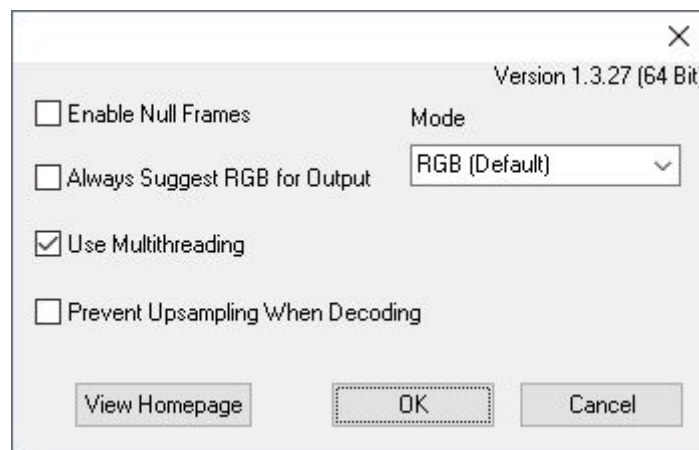 Version 1.3.27 (64 Bit
Enable Null Frames
Mode
Always Suggest RGB for Output
RGB (Default)
Use Multithreading
Prevent Upsampling When Decoding
View Homepage
OK
Cancel